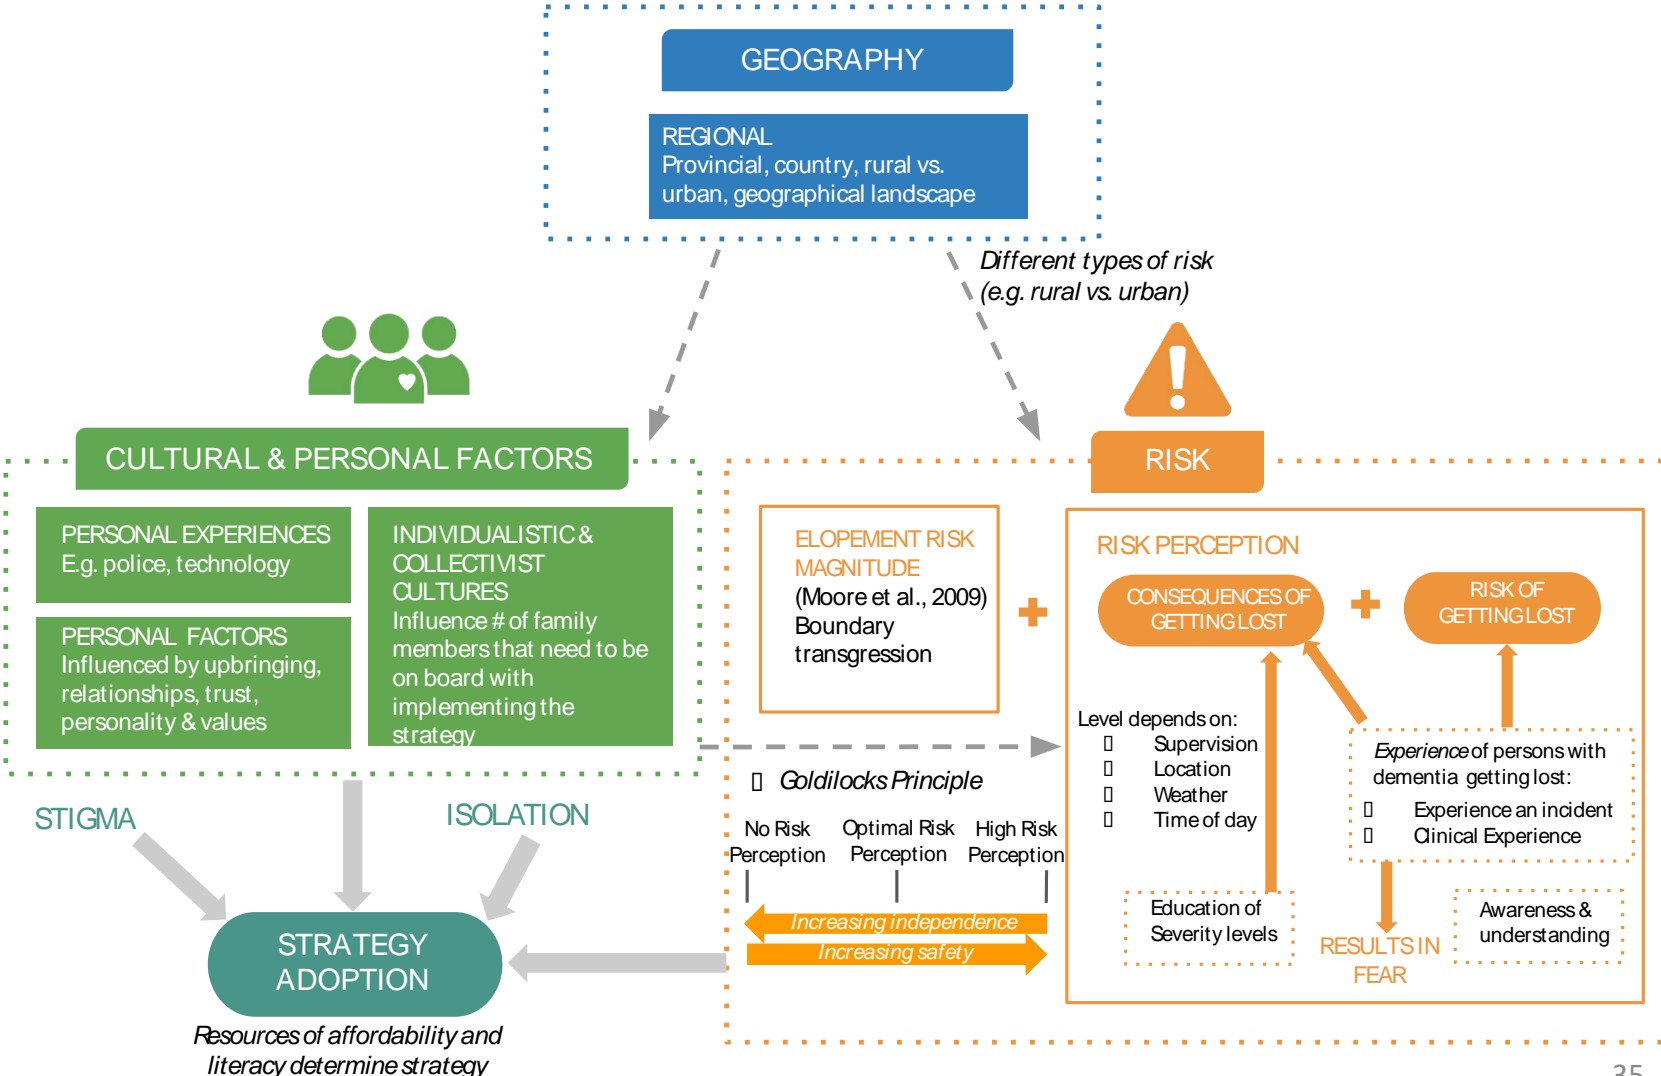 GEOGRAPHY
REGIONAL
Provincial, country, rural vs.
urban, geographical landscape
Different types of risk
(e.g. rural vs. urban)
CULTURAL & PERSONAL FACTORS
PERSONAL EXPERIENCES
E.g. police, technology
PERSONAL FACTORS
Influenced by upbringing,
relationships, trust,
personality & values
INDIVIDUALISTIC &
COLLECTIVIST
CULTURES
Influence # of family
members that need to be
on board with
implementing the
strategy
RISK
ELOPEMENT RISK
MAGNITUDE
(Moore et al., 2009)
Boundary
transgression
RISK PERCEPTION
CONSEQUENCES OF
GETTING LOST
RISK OF
GETTING LOST
Level depends on:
Supervision
Location
Weather
Time of day
Experience of persons with
dementia getting lost:
Experience an incident
Clinical Experience
Education of
Severity levels
RESULTS IN
FEAR
Awareness &
understanding
Goldilocks Principle
No Risk
Perception
Optimal Risk
Perception
High Risk
Perception
Increasing independence
Increasing safety
STIGMA
ISOLATION
STRATEGY
ADOPTION
Resources of affordability and
literacy determine strategy
35